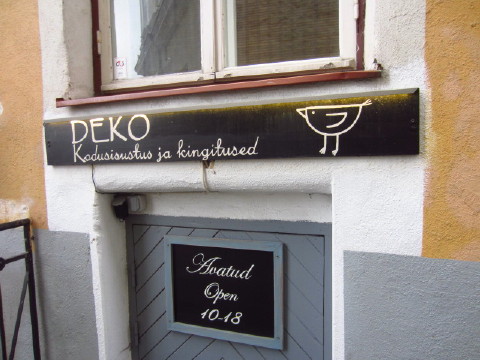 DEKO
Kodusisustus ja kingitused
Avatud
Open
10-18